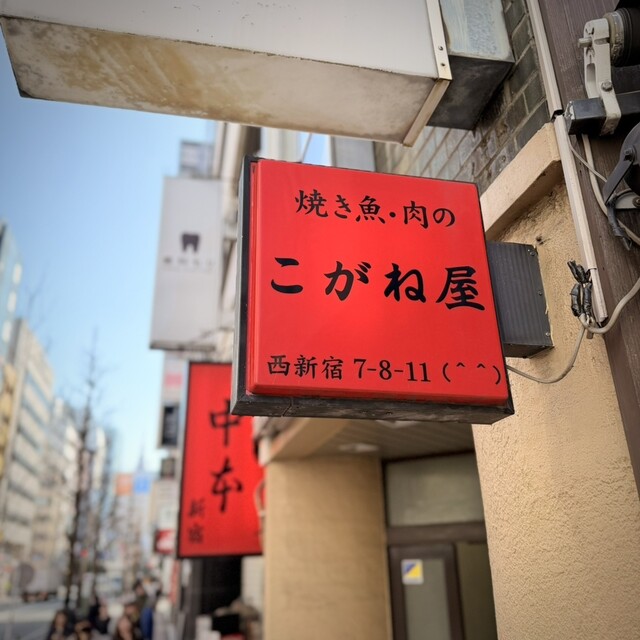 焼き魚・肉の
こがね屋
西新宿 7-8-11 (＾＾)
中本
新宿